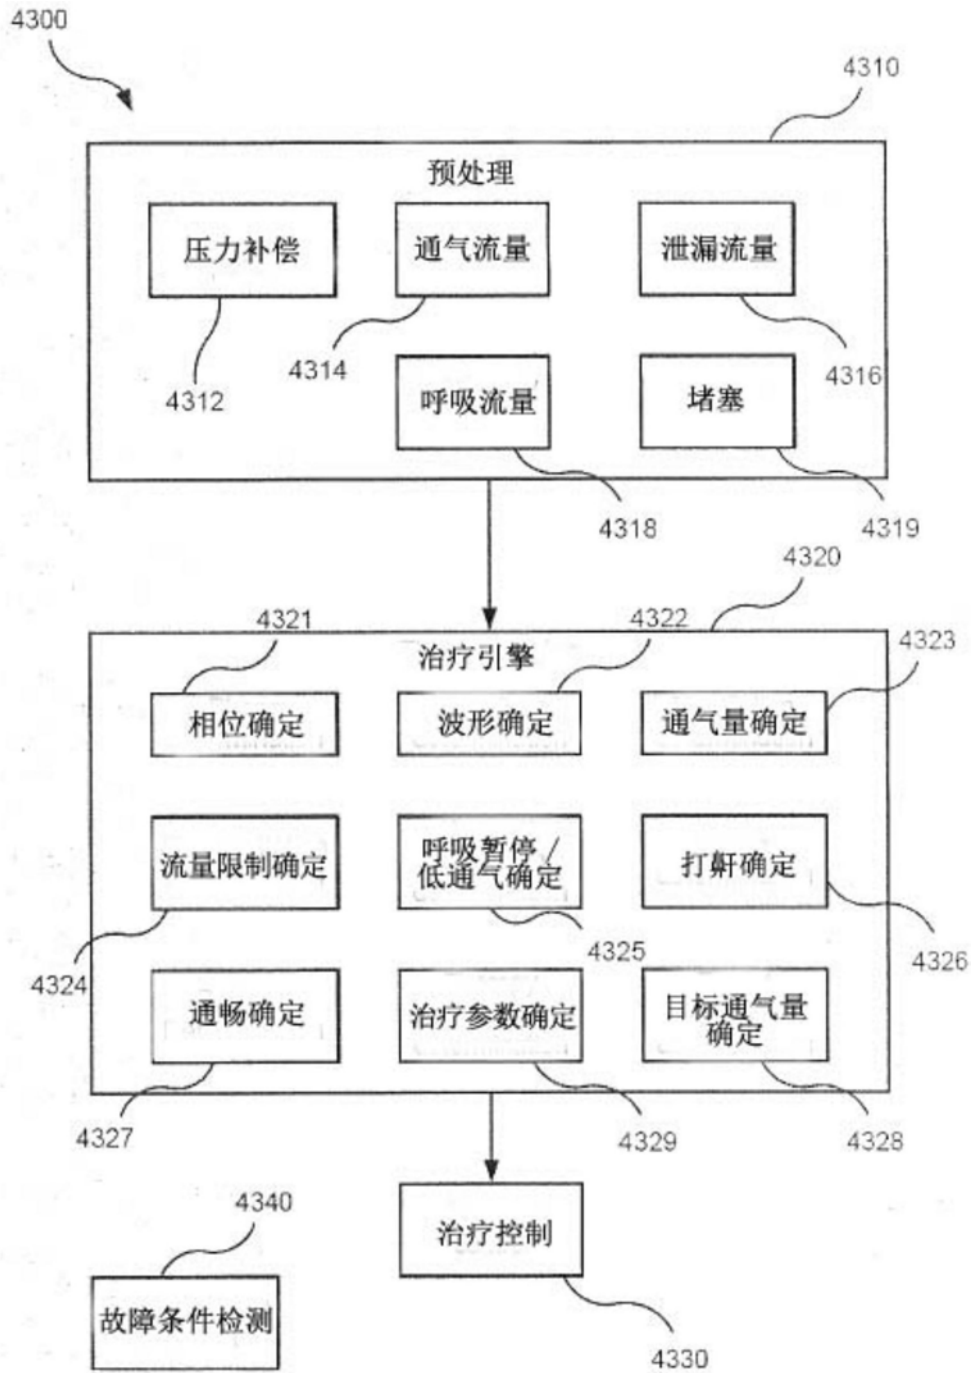 4300
4310
预处理
压力补偿
通气流量
泄漏流量
4312
4314
4316
呼吸流量
堵塞
4318
4319
4320
4321
4322
4323
治疗引擎
相位确定
波形确定
通气量确定
流量限制确定
呼吸暂停/
低通气确定
打鼾确定
4324
4325
4326
通畅确定
治疗参数确定
目标通气量
确定
4327
4329
4328
4340
治疗控制
故障条件检测
4330